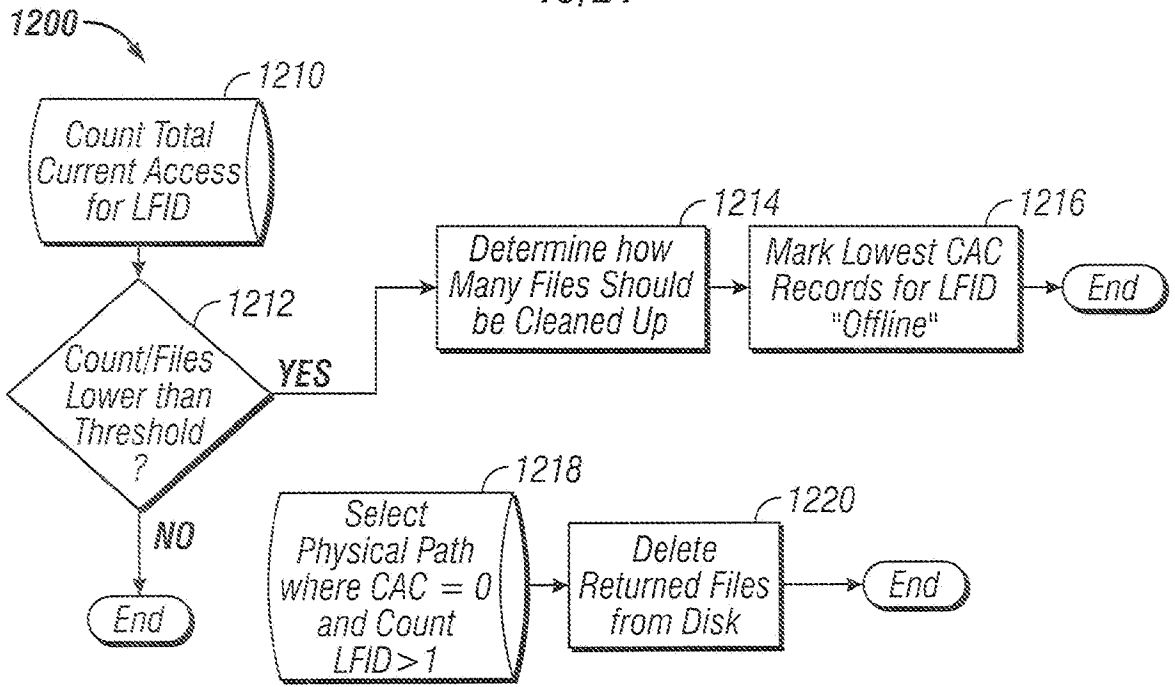 1200
1210
Count Total
Current Access
for LFID
1212
Count/Files
Lower than
Threshold
?
YES
NO
End
1214
Determine how
Many Files Should
be Cleaned Up
1216
Mark Lowest CAC
Records for LFID
"Offline"
End
1218
Select
Physical Path
where CAC = 0
and Count
LFID>1
1220
Delete
Returned Files
from Disk
End